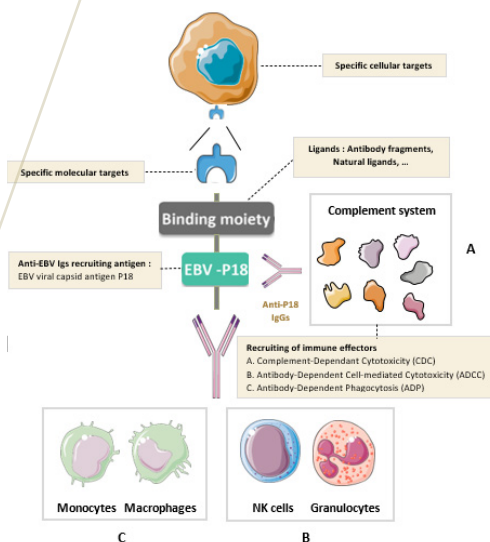 Specific cellular targets
Ligands : Antibody fragments,
Natural ligands, ...
Specific molecular targets
Binding moiety
Complement system
A
Anti-EBV Igs recruiting antigen :
EBV viral capsid antigen P18
EBV -P18
Anti-P18
IgGs
Recruiting of immune effectors
A. Complement-Dependant Cytotoxicity (CDC)
B. Antibody-Dependent Cell-mediated Cytotoxicity (ADCC)
C. Antibody-Dependent Phagocytosis (ADP)
Monocytes
Macrophages
NK cells
Granulocytes
C
B